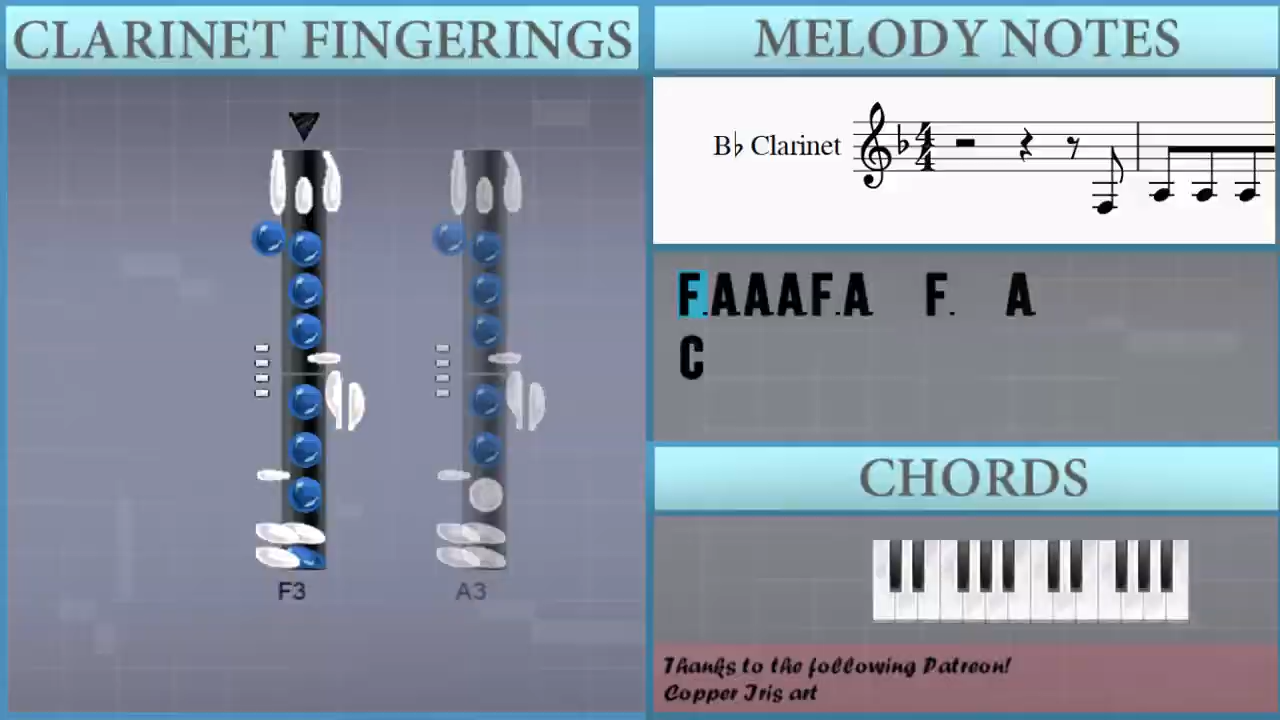 CLARINET FINGERINGS
F3
A3
MELODY NOTES
B♭ Clarinet
F.AAAF.A F. A
C
CHORDS
Thanks to the following Patreon!
Copper Iris art